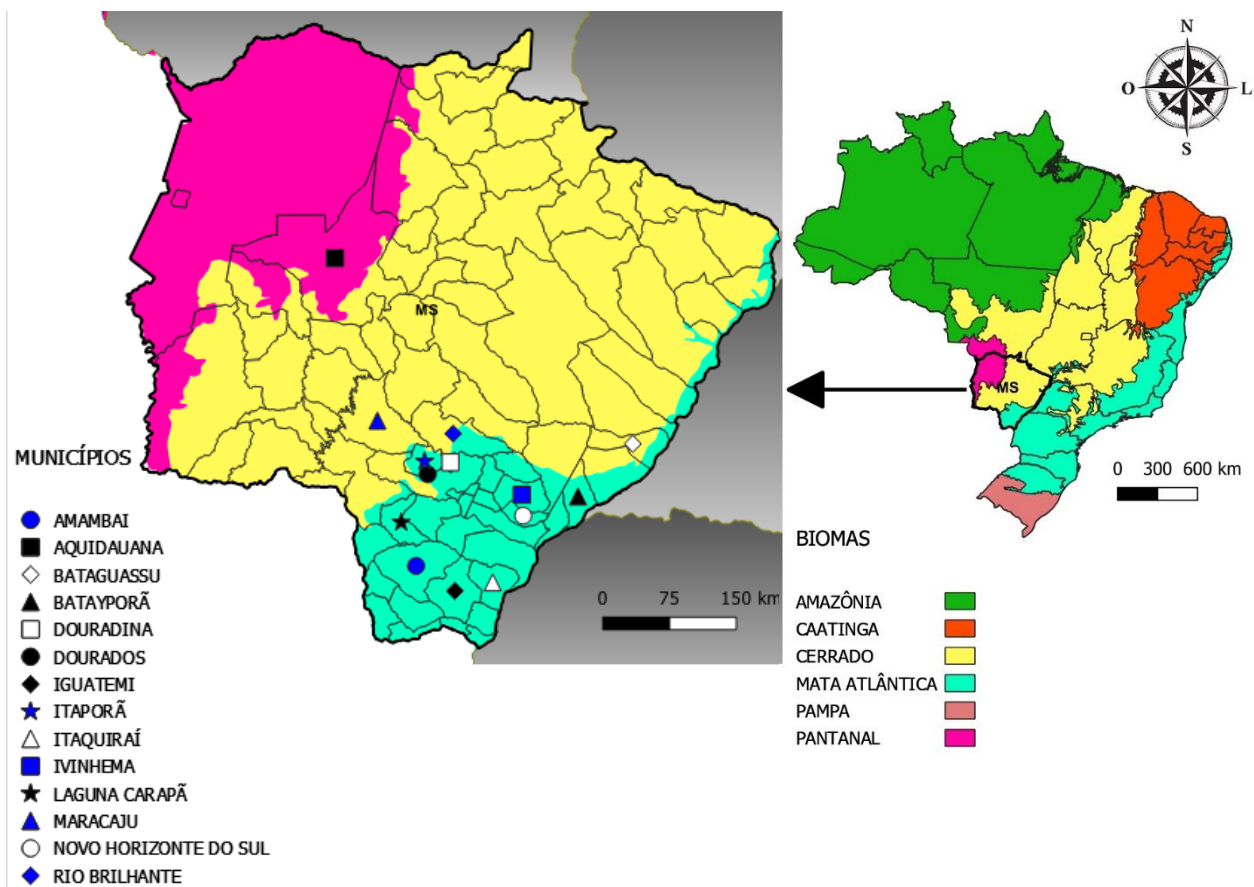 N
O
L
S
MS
MS
0 300 600 km
0 75 150 km
MUNICÍPIOS
AMAMBAI
AQUIDAUANA
BATAGUASSU
BATAYPORÃ
DOURADINA
DOURADOS
IGUATEMI
ITAPORÃ
ITAQUIRAÍ
IVINHEMA
LAGUNA CARAPÃ
MARACAJU
NOVO HORIZONTE DO SUL
RIO BRILHANTE
BIOMAS
AMAZÔNIA
CAATINGA
CERRADO
MATA ATLÂNTICA
PAMPA
PANTANAL